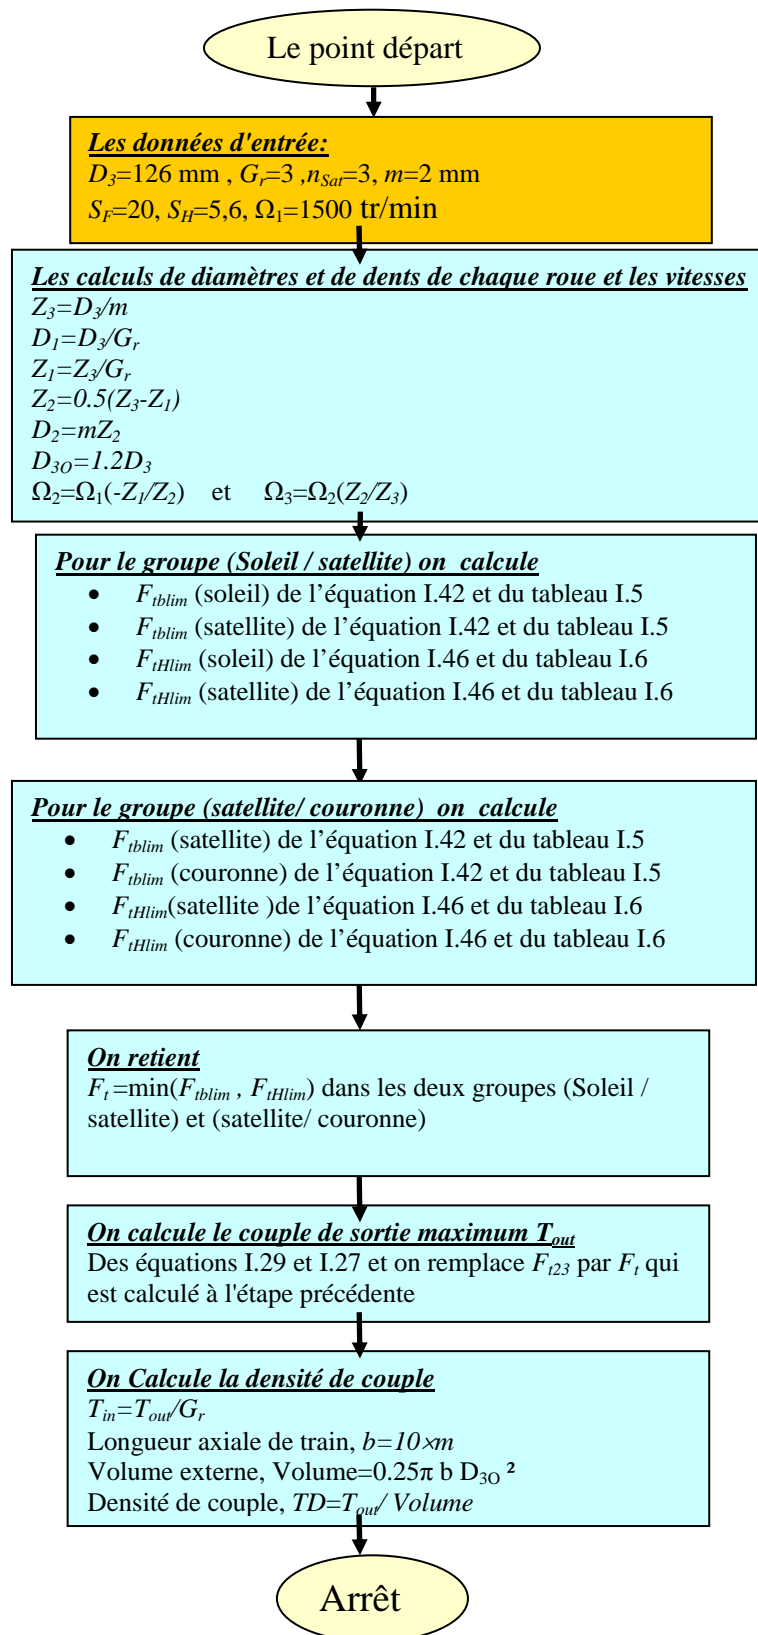 Le point départ
Les données d'entrée:
D3=126 mm , Gr=3 ,nSat=3, m=2 mm
SF=20, SH=5,6, Ω1=1500 tr/min
Les calculs de diamètres et de dents de chaque roue et les vitesses
Z3=D3/m
D1=D3/Gr
Z1=Z3/Gr
Z2=0.5(Z3-Z1)
D2=mZ2
D3O=1.2D3
Ω2=Ω1(-Z1/Z2) et Ω3=Ω2(Z2/Z3)
Pour le groupe (Soleil / satellite) on calcule
• Ftblim (soleil) de l’équation I.42 et du tableau I.5
• Ftblim (satellite) de l’équation I.42 et du tableau I.5
• FtHlim (soleil) de l’équation I.46 et du tableau I.6
• FtHlim (satellite) de l’équation I.46 et du tableau I.6
Pour le groupe (satellite/ couronne) on calcule
• Ftblim (satellite) de l’équation I.42 et du tableau I.5
• Ftblim (couronne) de l’équation I.42 et du tableau I.5
• FtHlim(satellite )de l’équation I.46 et du tableau I.6
• FtHlim (couronne) de l’équation I.46 et du tableau I.6
On retient
Ft =min(Ftblim , FtHlim) dans les deux groupes (Soleil /
satellite) et (satellite/ couronne)
On calcule le couple de sortie maximum Tout
Des équations I.29 et I.27 et on remplace Ft23 par Ft qui
est calculé à l'étape précédente
On Calcule la densité de couple
Tin=Tout/Gr
Longueur axiale de train, b=10×m
Volume externe, Volume=0.25π b D3O ²
Densité de couple, TD=Tout/ Volume
Arrêt